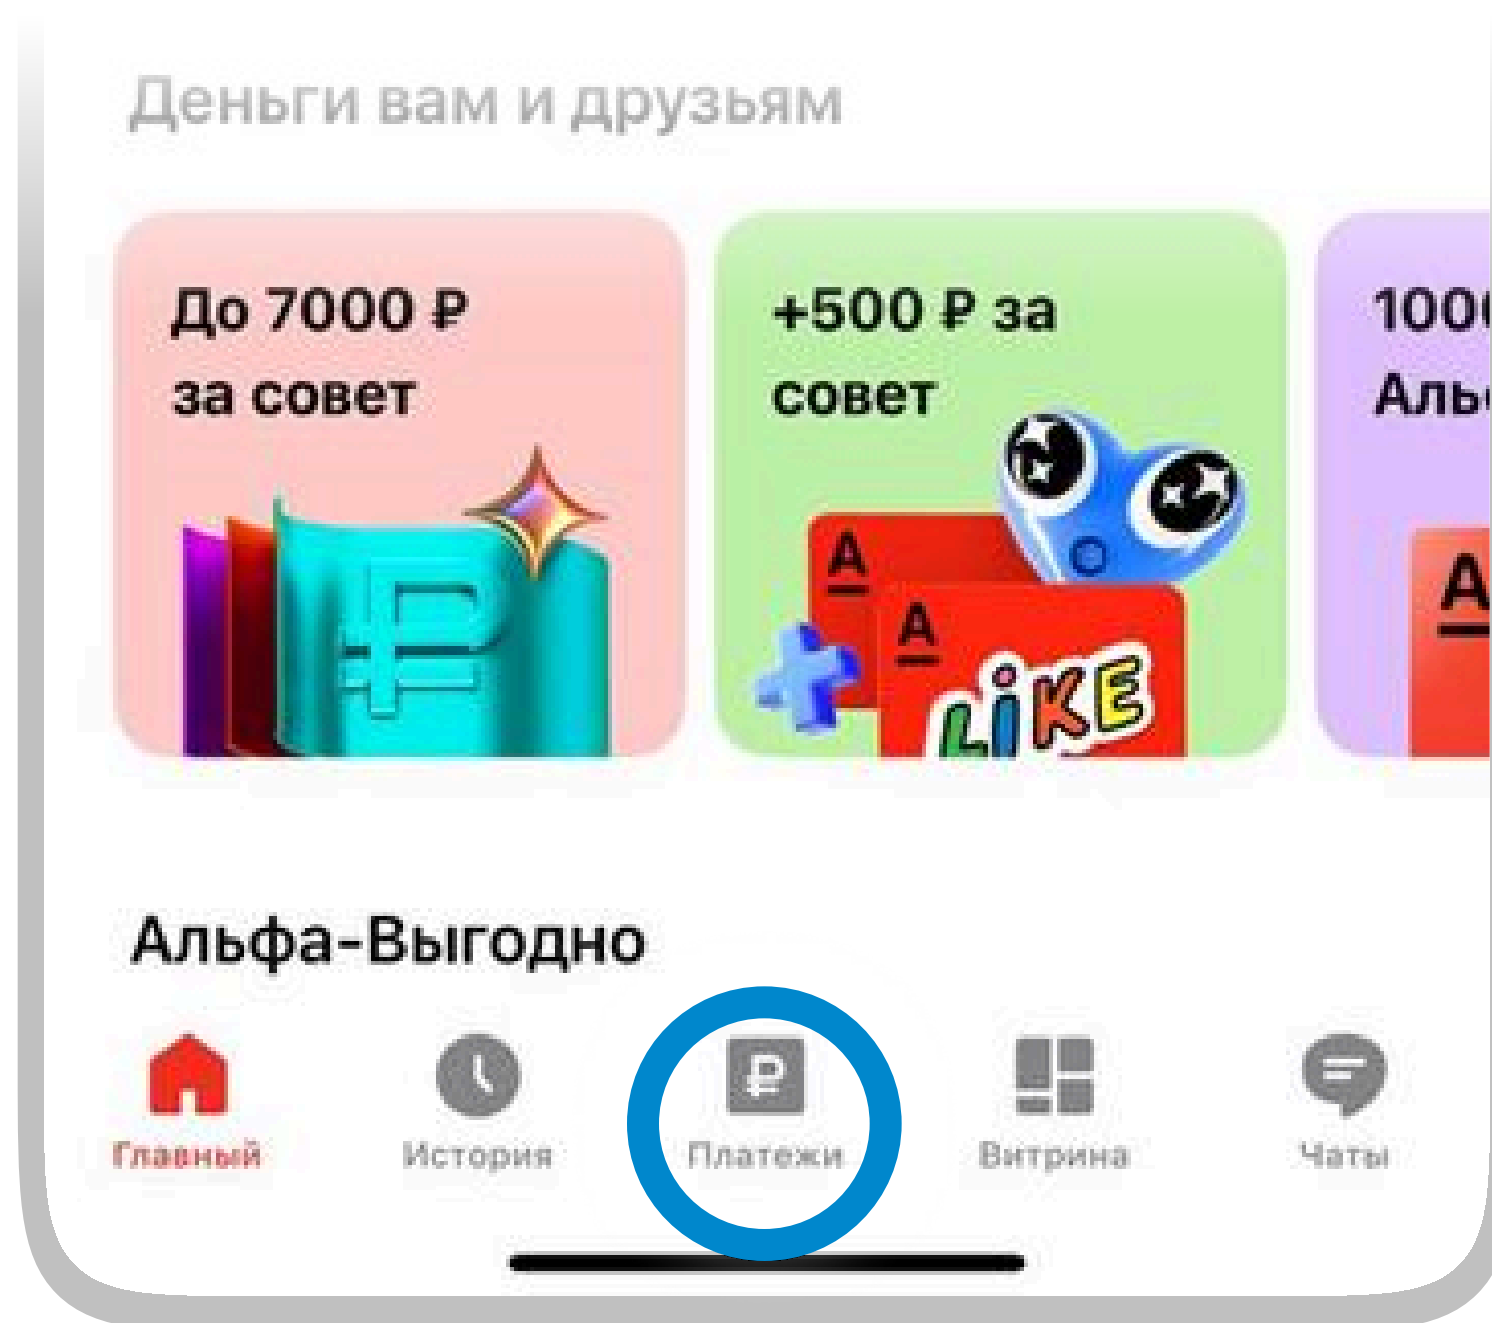 Деньги вам и друзьям
До 7000 ₽
за совет
+500 ₽ за
совет
А
А
LIKE
А
Альфа-Выгодно
Главный
История
Платежи
Витрина
Чаты